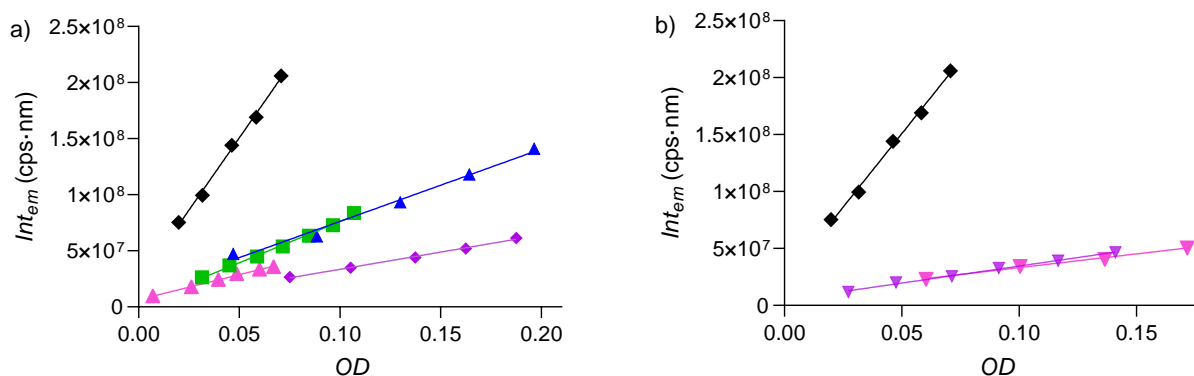 a)
2.5×10⁸
2×10⁸
1.5×10⁸
1×10⁸
5×10⁷
0
Int_em (cps·nm)
0.00 0.05 0.10 0.15 0.20
OD
b)
2.5×10⁸
2×10⁸
1.5×10⁸
1×10⁸
5×10⁷
0
Int_em (cps·nm)
0.00 0.05 0.10 0.15
OD